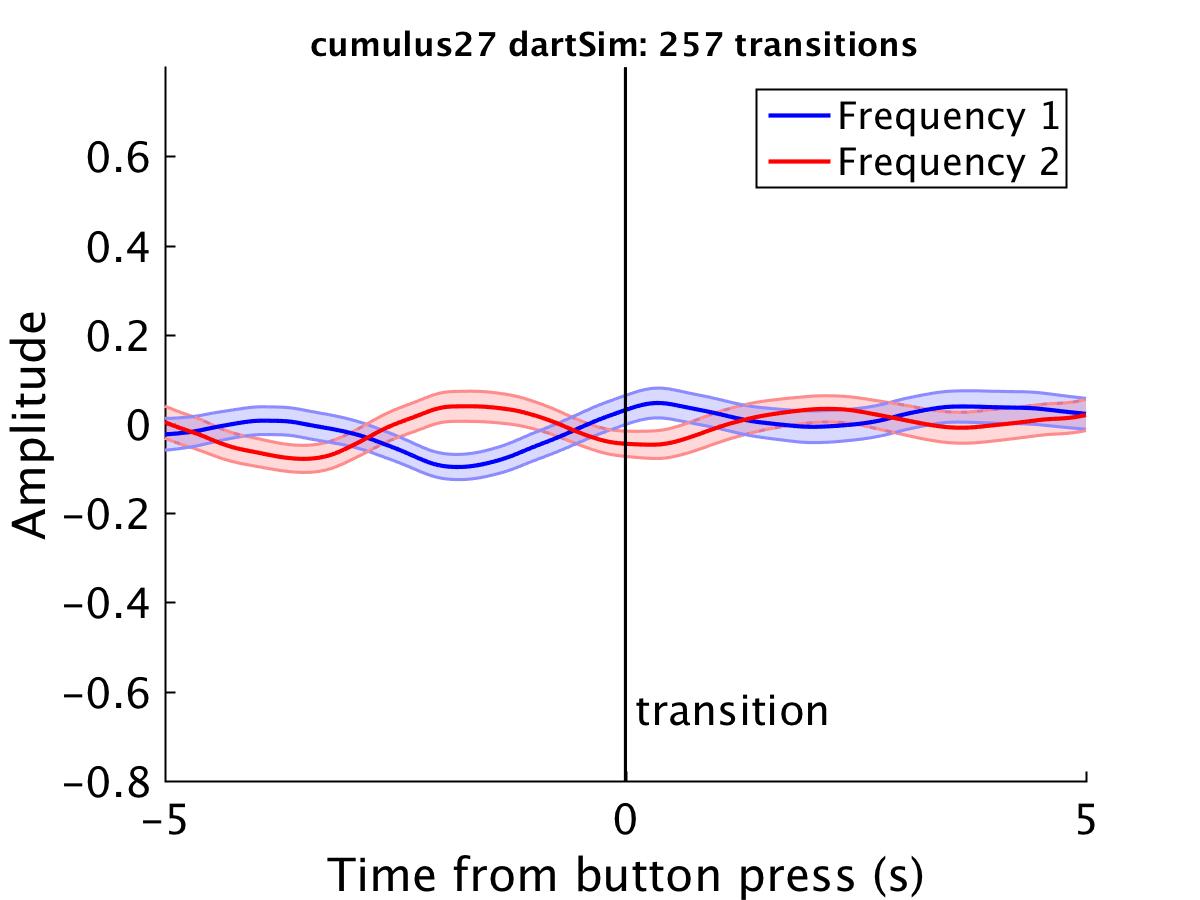 cumulus27 dartSim: 257 transitions
Frequency 1
Frequency 2
0.6
0.4
0.2
0
−0.2
−0.4
−0.6
−0.8
Amplitude
transition
−5
0
5
Time from button press (s)